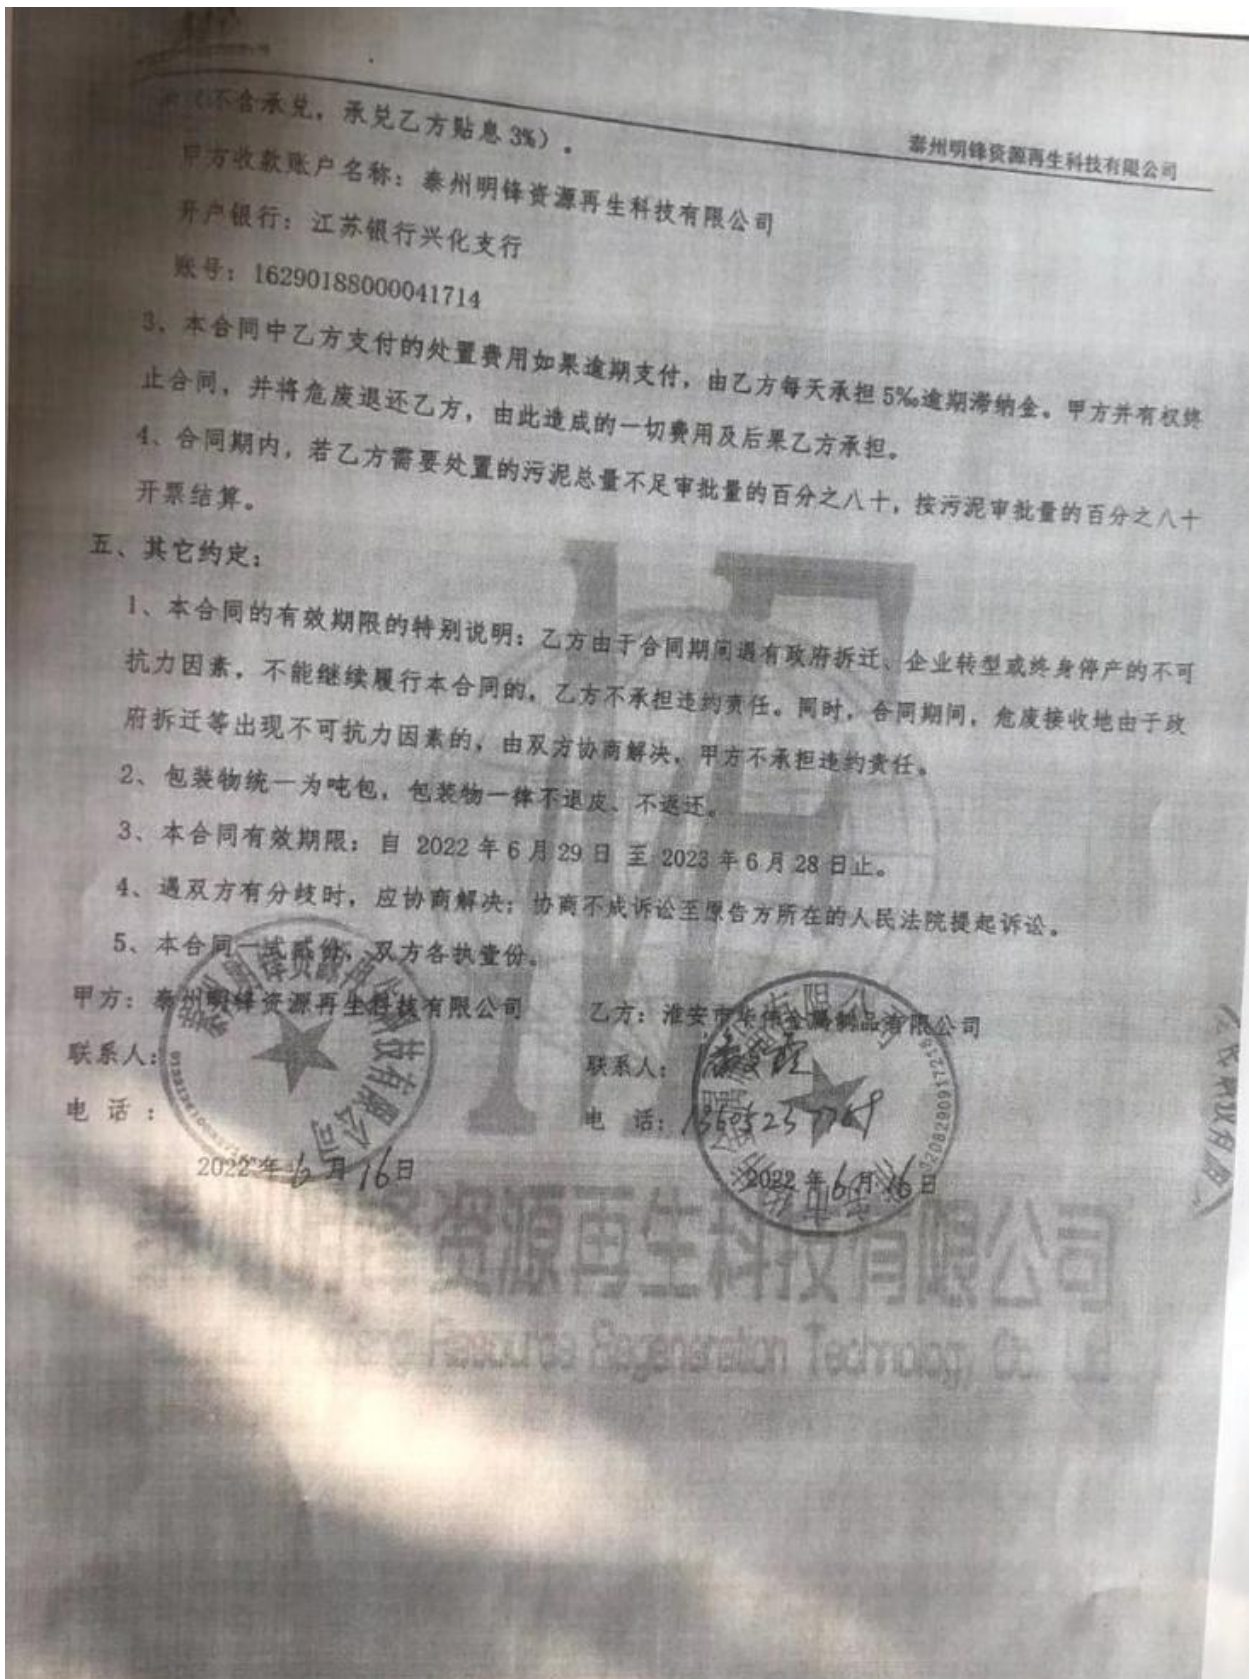 泰州明锋资源再生科技有限公司
(不含承兑，承兑乙方贴息 3%）。
甲方收款账户名称：泰州明锋资源再生科技有限公司
开户银行：江苏银行兴化支行
账号：16290188000041714
3、本合同中乙方支付的处置费用如果逾期支付，由乙方每天承担 5‰逾期滞纳金。甲方并有权终
止合同，并将危废退还乙方，由此造成的一切费用及后果乙方承担。
4、合同期内，若乙方需要处置的污泥总量不足审批量的百分之八十，按污泥审批量的百分之八十
开票结算。
五、其它约定：
1、本合同的有效期限的特别说明：乙方由于合同期间遇有政府拆迁、企业转型或终身停产的不可
抗力因素，不能继续履行本合同的，乙方不承担违约责任。同时，合同期间，危废接收地由于政
府拆迁等出现不可抗力因素的，由双方协商解决，甲方不承担违约责任。
2、包装物统一为吨包，包装物一律不退皮、不返还。
3、本合同有效期限：自 2022 年 6 月 29 日 至 2023 年 6 月 28 日止。
4、遇双方有分歧时，应协商解决；协商不成诉讼至原告方所在的人民法院提起诉讼。
5、本合同一式贰份，双方各执壹份。
甲方：泰州明锋资源再生科技有限公司 乙方：淮安市华伟金属制品有限公司
联系人： 联系人：
电 话： 电 话：
2022 年 6 月 16 日 2022 年 6 月 16 日
泰州明锋资源再生科技有限公司
Resource Regeneration Technology Co., Ltd